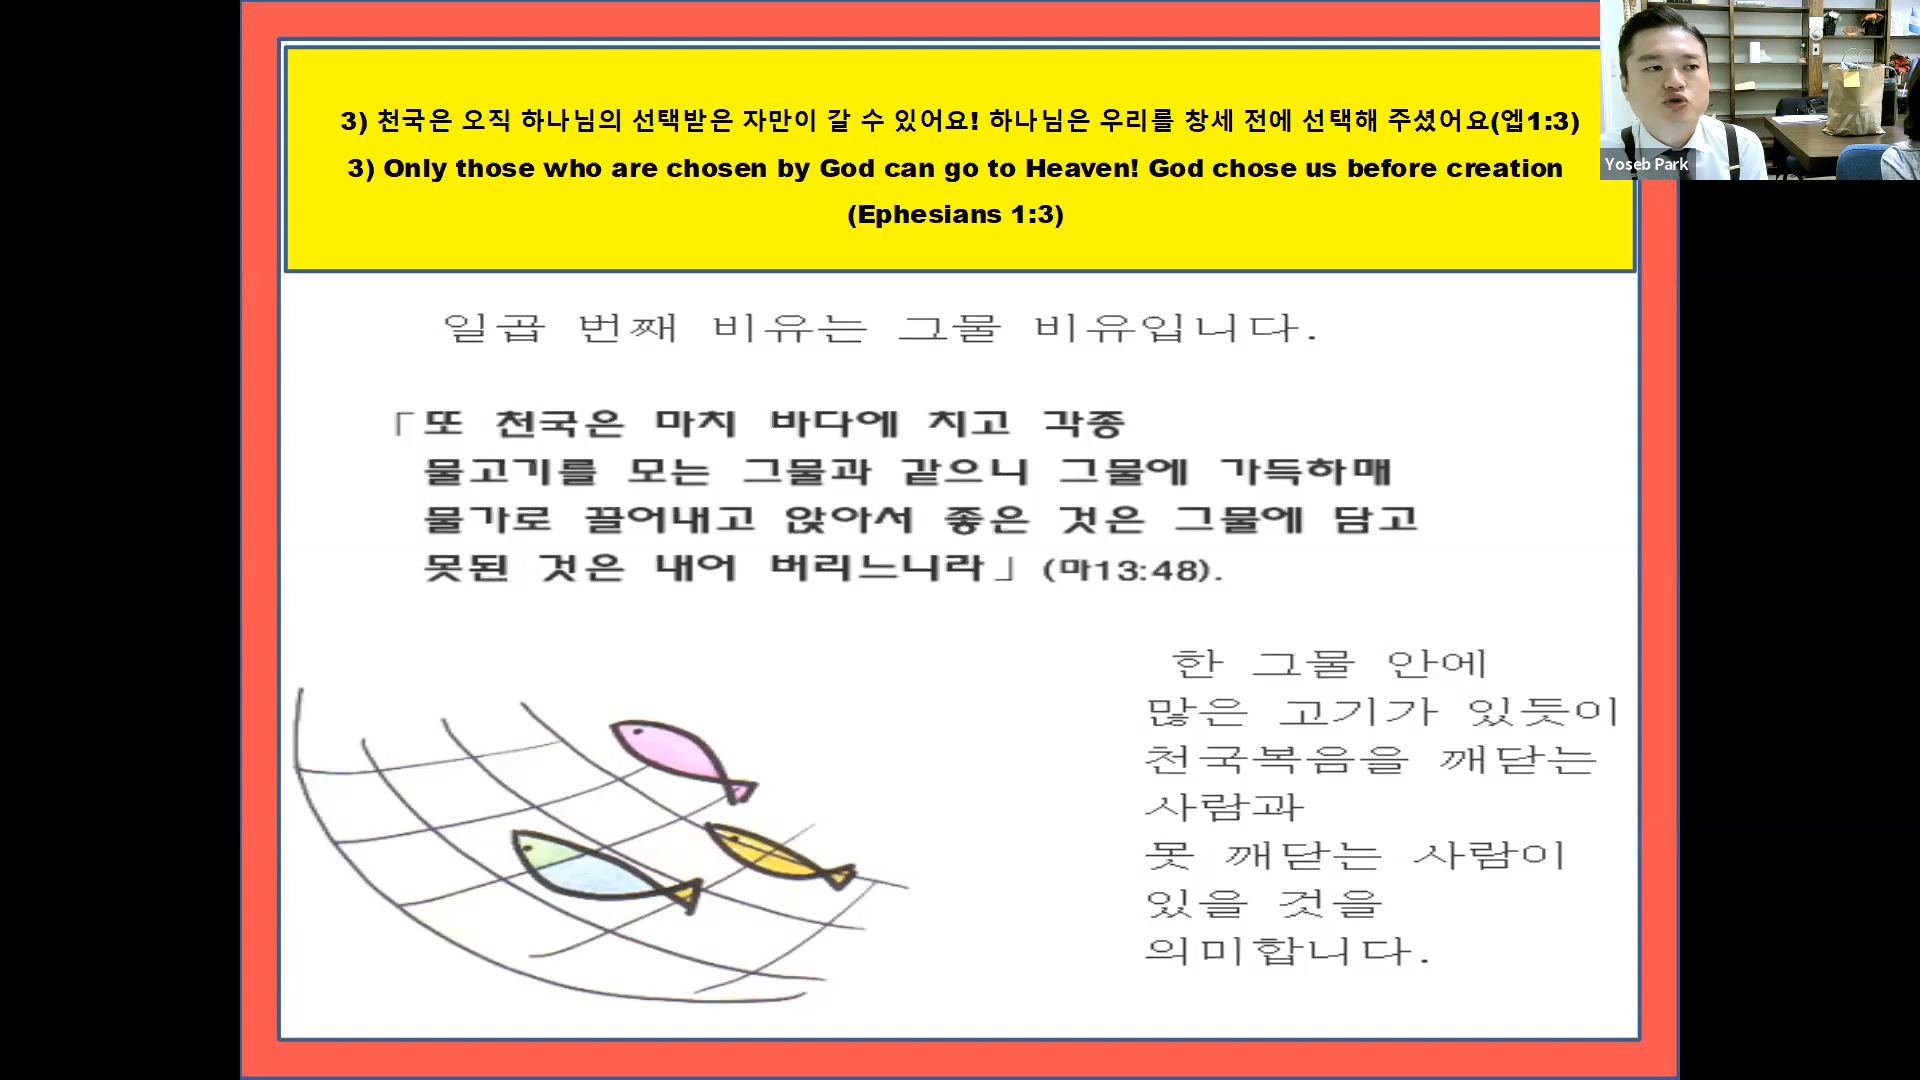 3) 천국은 오직 하나님의 선택받은 자만이 갈 수 있어요! 하나님은 우리를 창세 전에 선택해 주셨어요(엡1:3)
3) Only those who are chosen by God can go to Heaven! God chose us before creation
(Ephesians 1:3)
Yoseb Park
일곱 번째 비유는 그물 비유입니다.
「또 천국은 마치 바다에 치고 각종
물고기를 모는 그물과 같으니 그물에 가득하매
물가로 끌어내고 앉아서 좋은 것은 그물에 담고
못된 것은 내어 버리느니라」(마13:48).
한 그물 안에
많은 고기가 있듯이
천국복음을 깨닫는
사람과
못 깨닫는 사람이
있을 것을
의미합니다.